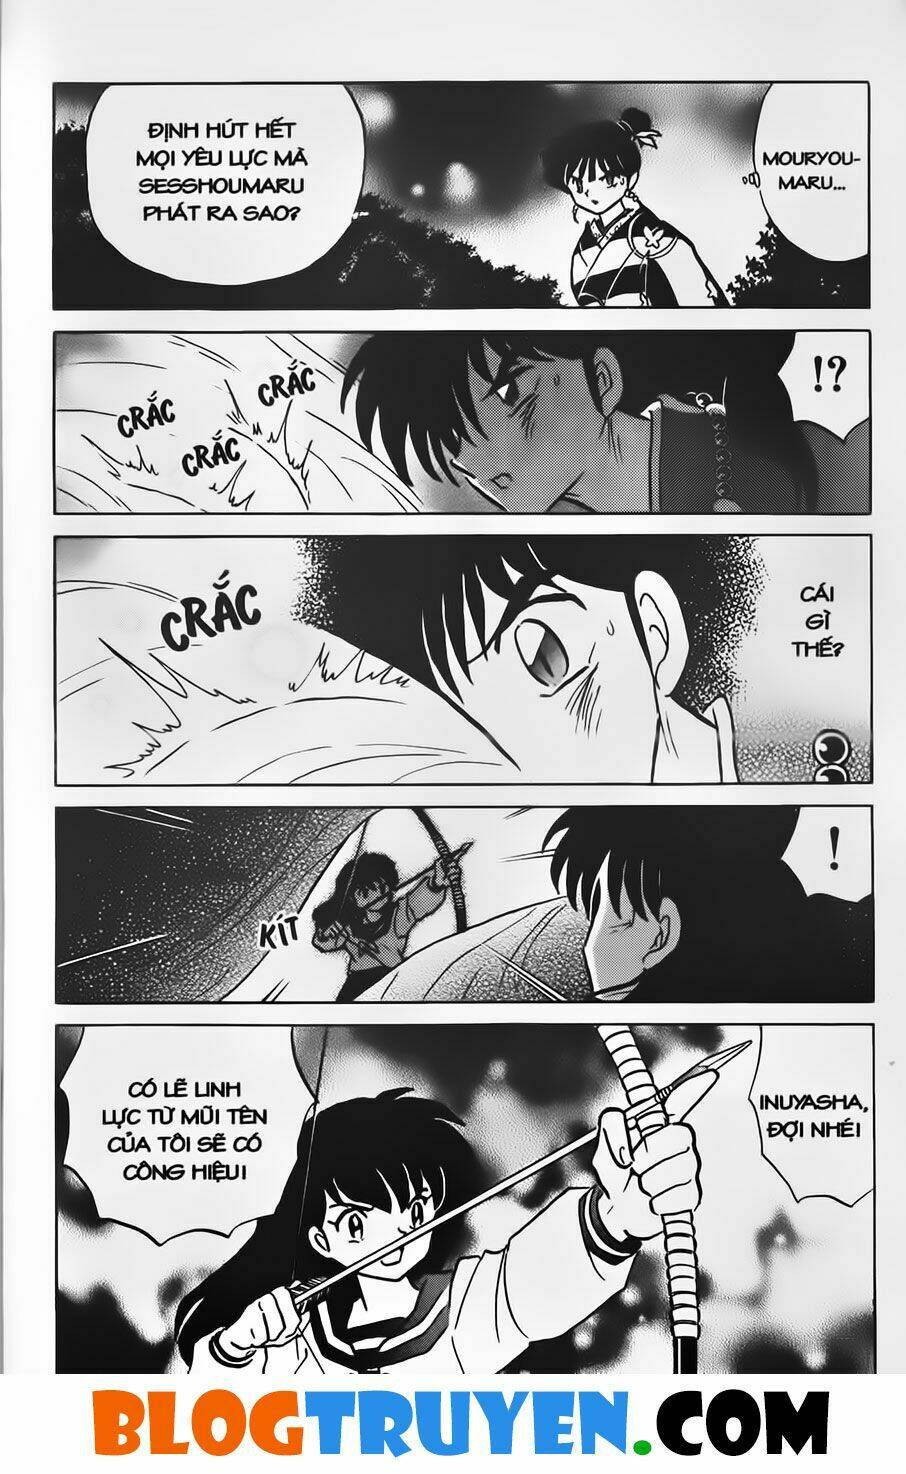 MOURYOU-
MARU...
ĐỊNH HÚT HẾT
MỌI YÊU LỰC MÀ
SESSHOUMARU
PHÁT RA SAO?
!?
CRẮC
CRẮC
CRẮC
CÁI
GÌ
THẾ?
CRẮC
!
KÍT
INUYASHA,
ĐỢI NHÉ!
CÓ LẼ LINH
LỰC TỪ MŨI TÊN
CỦA TÔI SẼ CÓ
CÔNG HIỆU!
BLOGTRUYEN.COM